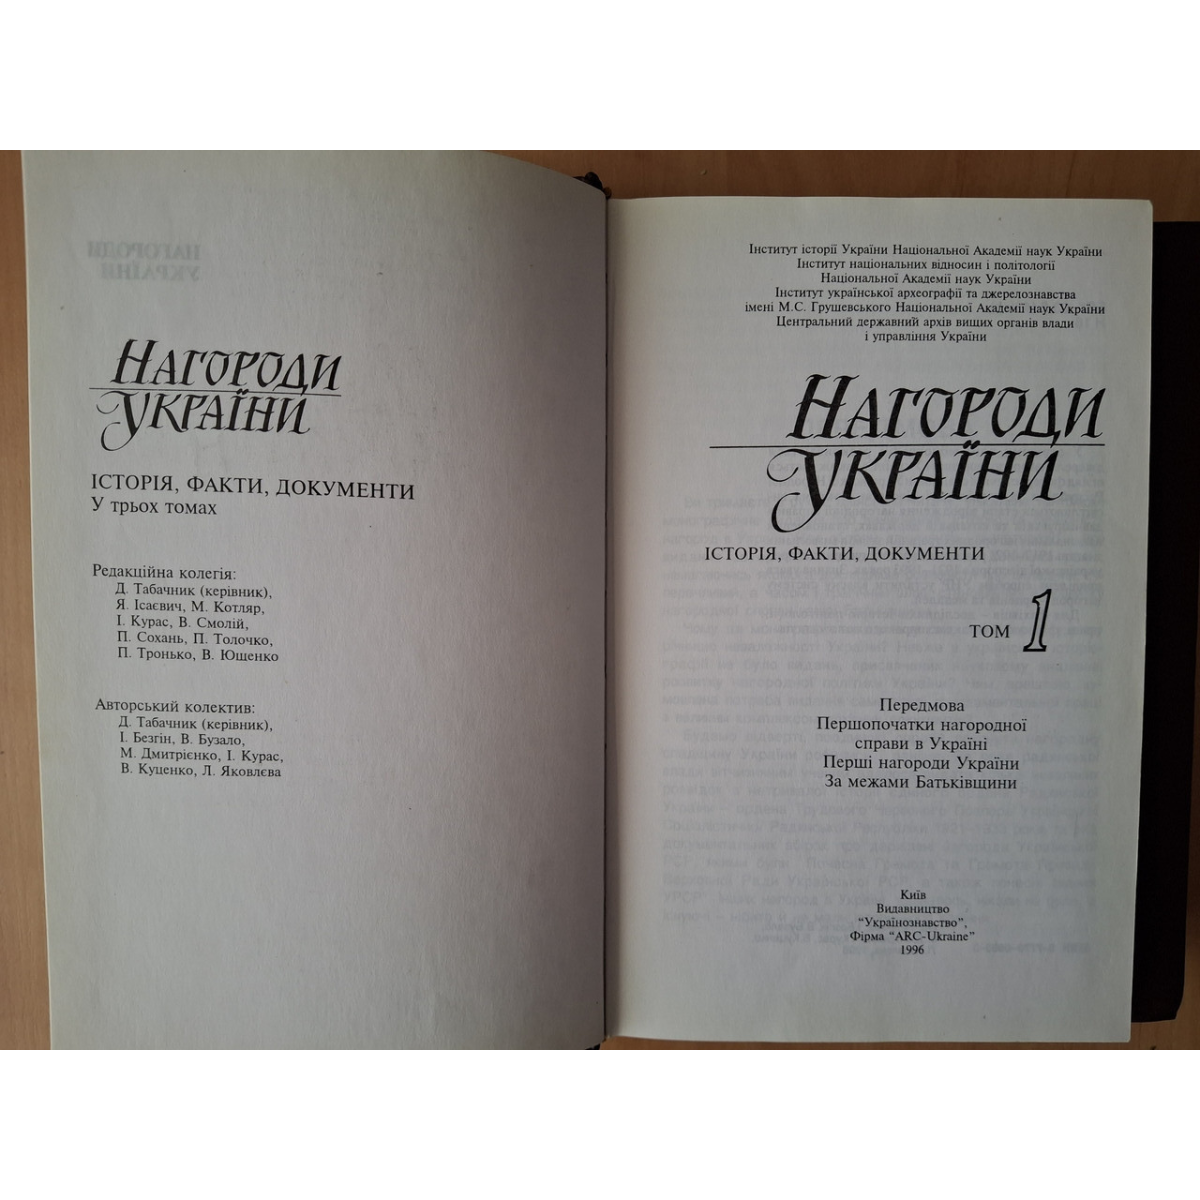 НАГОРОДИ
УКРАЇНИ
ІСТОРІЯ, ФАКТИ, ДОКУМЕНТИ
У трьох томах
Редакційна колегія:
Д. Табачник (керівник),
Я. Ісаєвич, М. Котляр,
І. Курас, В. Смолій,
П. Сохань, П. Толочко,
П. Тронько, В. Ющенко
Авторський колектив:
Д. Табачник (керівник),
І. Безгін, В. Бузало,
М. Дмитрієнко, І. Курас,
В. Куценко, Л. Яковлєва
Інститут історії України Національної Академії наук України
Інститут національних відносин і політології
Національної Академії наук України
Інститут української археографії та джерелознавства
імені М.С. Грушевського Національної Академії наук України
Центральний державний архів вищих органів влади
і управління України
НАГОРОДИ
УКРАЇНИ
ІСТОРІЯ, ФАКТИ, ДОКУМЕНТИ
ТОМ 1
Передмова
Першопочатки нагородної
справи в Україні
Перші нагороди України
За межами Батьківщини
Київ
Видавництво
“Українознавство”,
Фірма “ARC-Ukraine”
1996